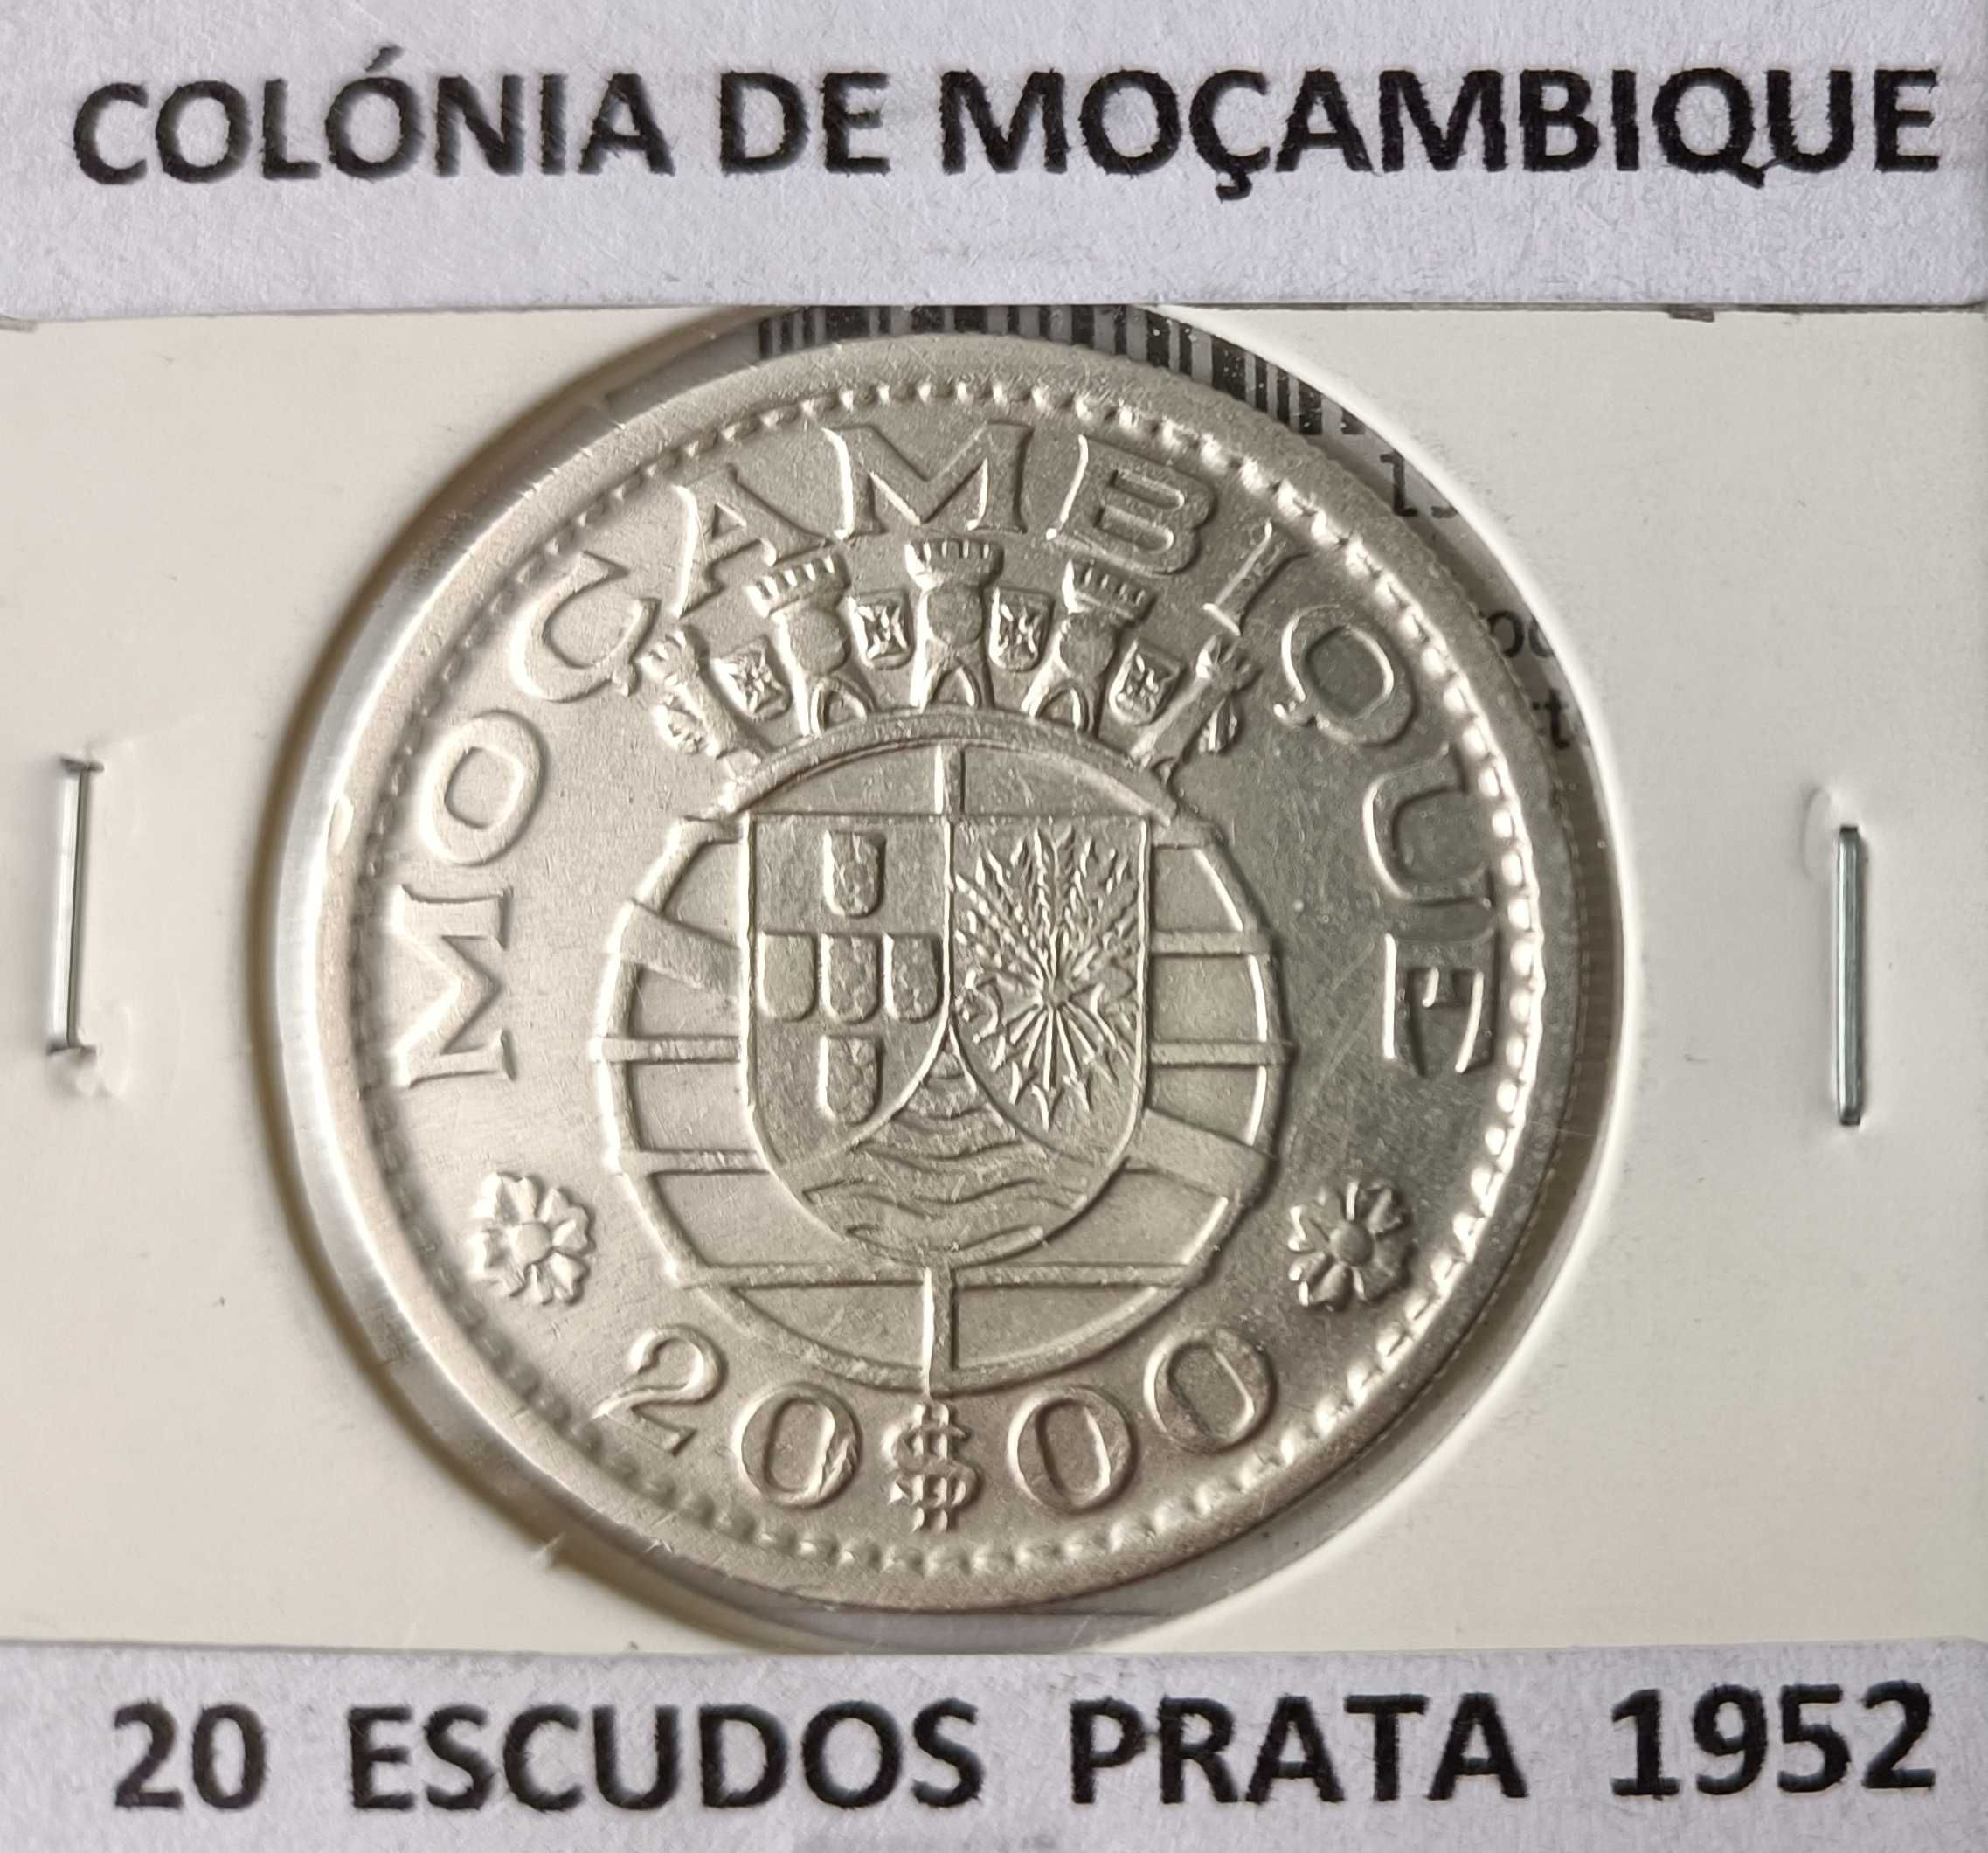 COLÓNIA DE MOÇAMBIQUE
MOÇAMBIQUE
20$00
20 ESCUDOS PRATA 1952